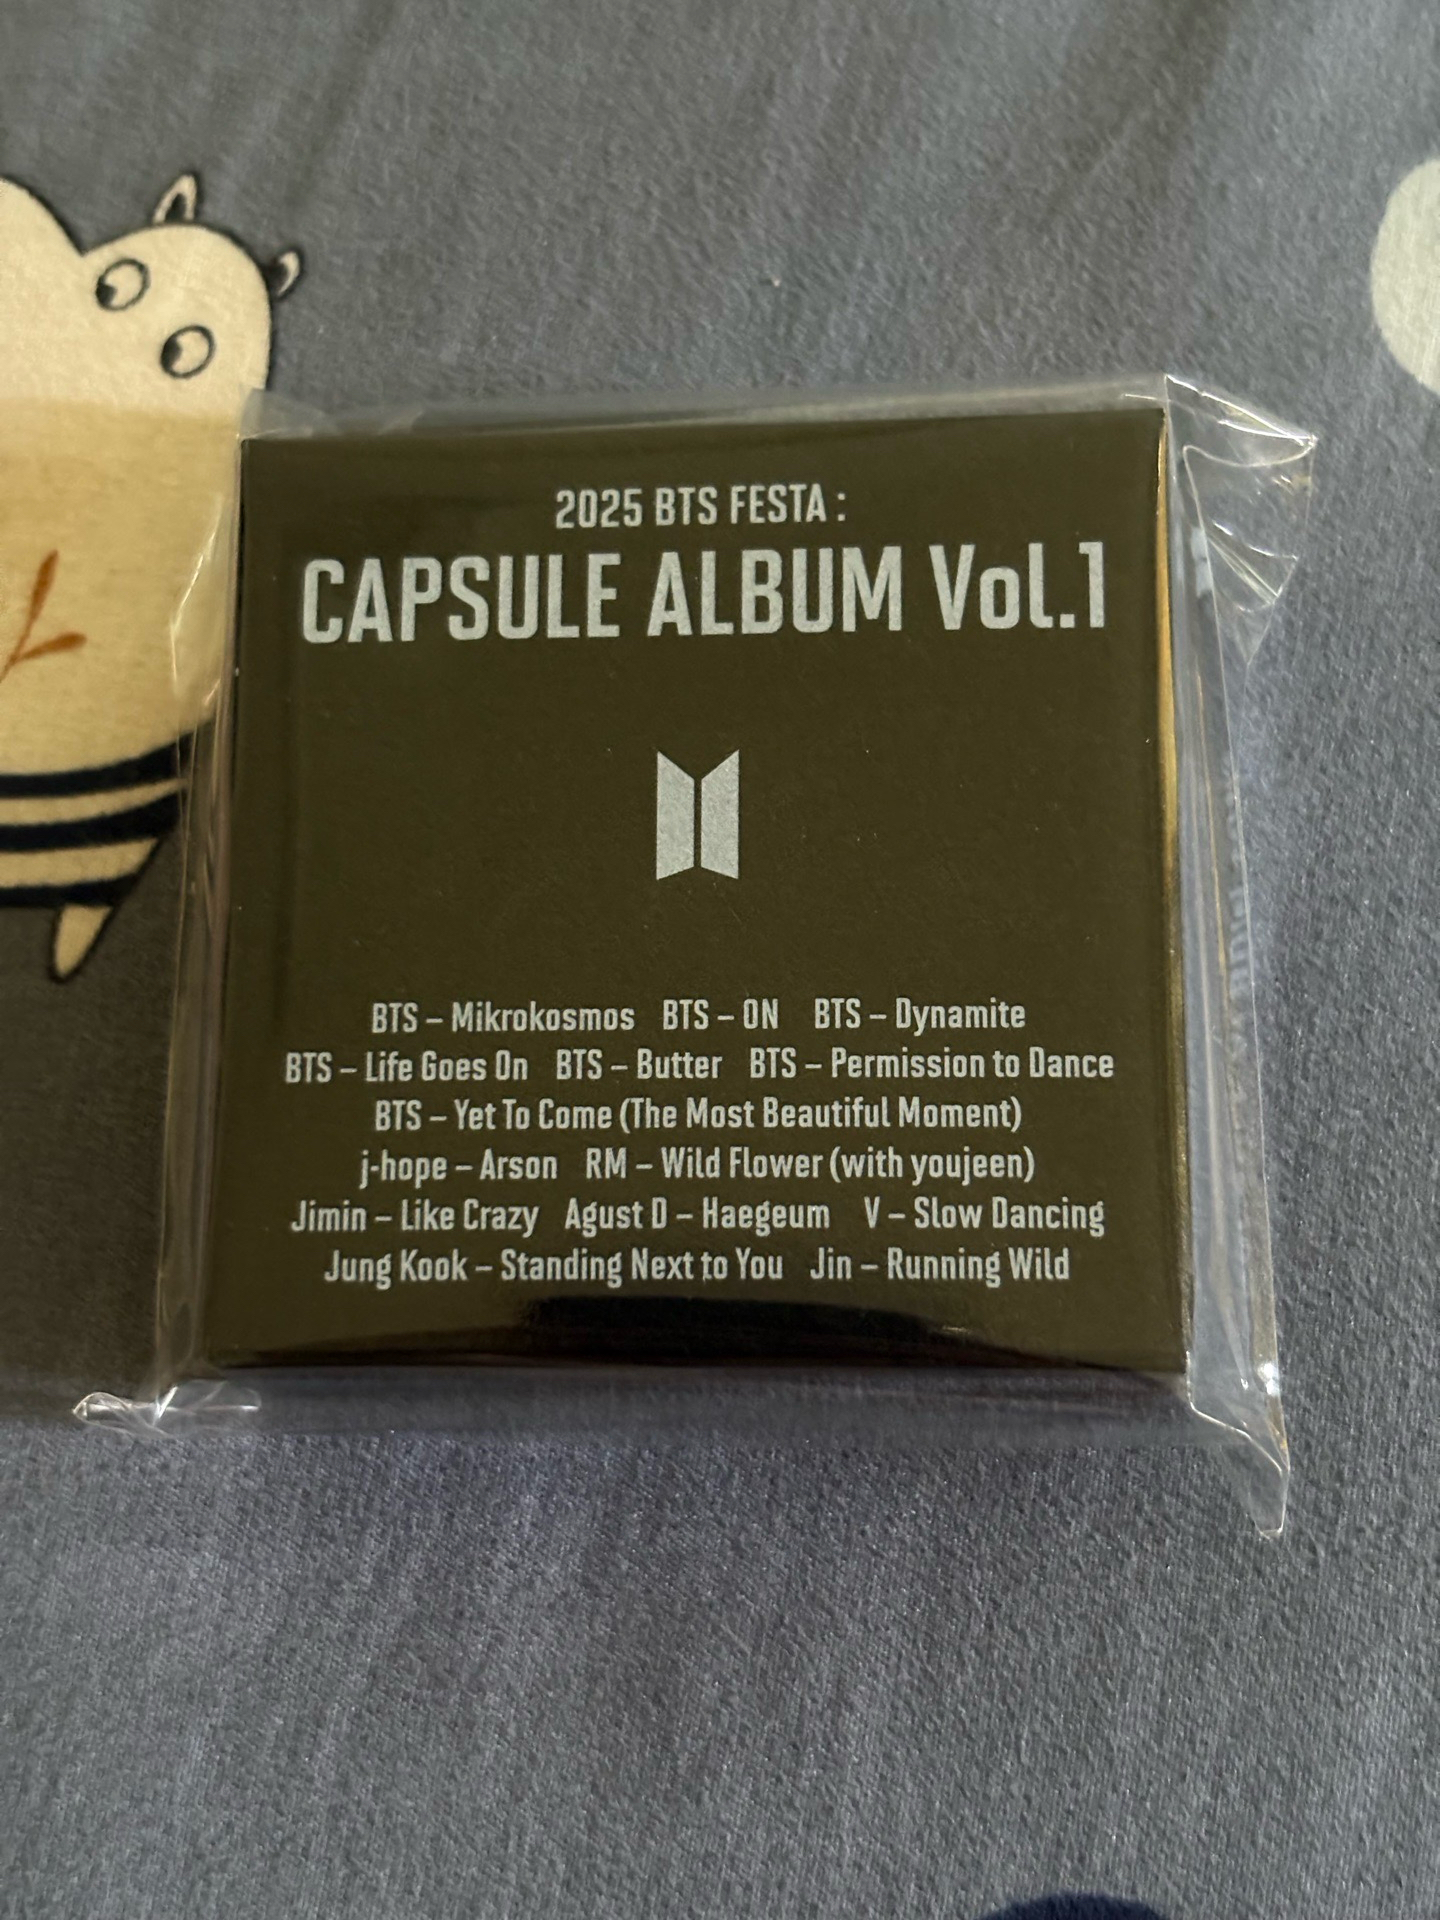 2025 BTS FESTA :
CAPSULE ALBUM Vol.1
BTS – Mikrokosmos BTS – ON BTS – Dynamite
BTS – Life Goes On BTS – Butter BTS – Permission to Dance
BTS – Yet To Come (The Most Beautiful Moment)
j-hope – Arson RM – Wild Flower (with youjeen)
Jimin – Like Crazy Agust D – Haegeum V – Slow Dancing
Jung Kook – Standing Next to You Jin – Running Wild